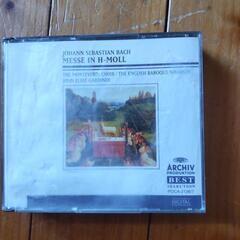 JOHANN SEBASTIAN BACH
MESSE IN H-MOLL
THE MONTEVERDI CHOIR / THE ENGLISH BAROQUE SOLOISTS
JOHN ELIOT GARDINER
ARCHIV
PRODUKTION
BEST
SELECTION
DIGITAL